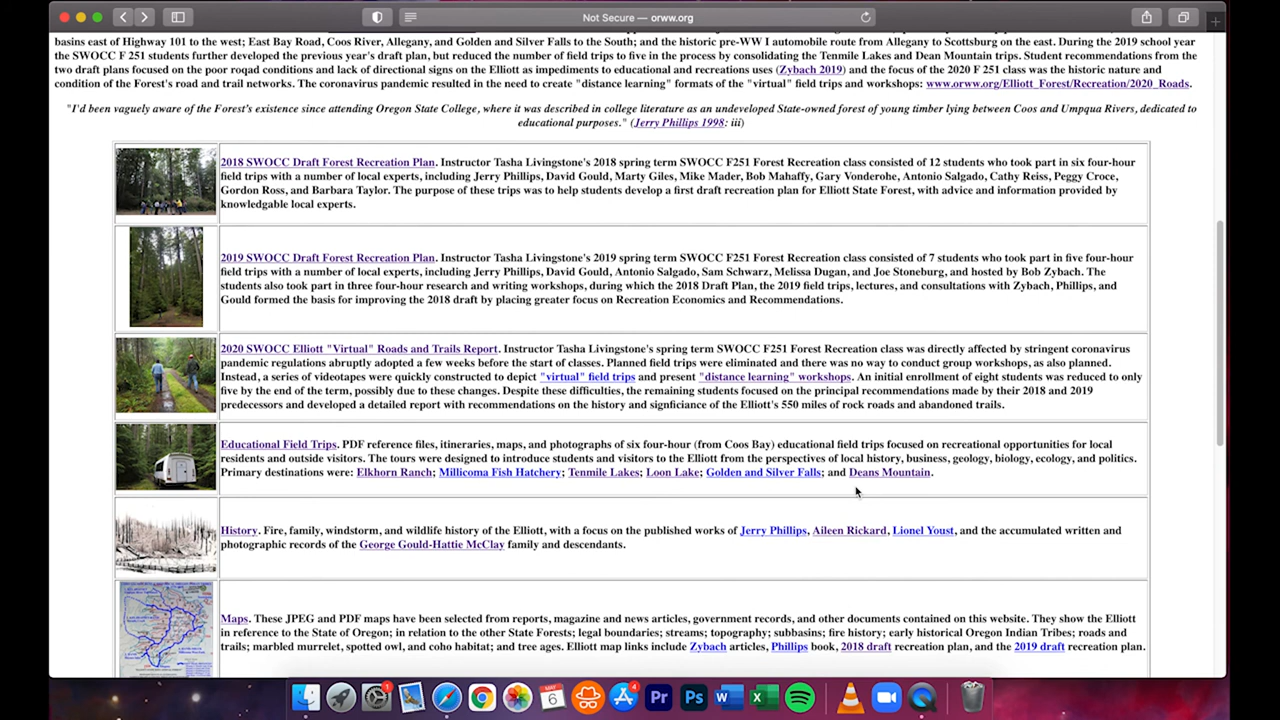 Not Secure — orww.org
basins east of Highway 101 to the west; East Bay Road, Coos River, Allegany, and Golden and Silver Falls to the South; and the historic pre-WW I automobile route from Allegany to Scottsburg on the east. During the 2019 school year
the SWOCC F 251 students further developed the previous year's draft plan, but reduced the number of field trips to five in the process by consolidating the Tenmile Lakes and Dean Mountain trips. Student recommendations from the
two draft plans focused on the poor roqad conditions and lack of directional signs on the Elliott as impediments to educational and recreations uses (Zybach 2019) and the focus of the 2020 F 251 class was the historic nature and
condition of the Forest's road and trail networks. The coronavirus pandemic resulted in the need to create "distance learning" formats of the "virtual" field trips and workshops: www.orww.org/Elliott_Forest/Recreation/2020_Roads.
"I'd been vaguely aware of the Forest's existence since attending Oregon State College, where it was described in college literature as an undeveloped State-owned forest of young timber lying between Coos and Umpqua Rivers, dedicated to
educational purposes." (Jerry Phillips 1998: iii)
2018 SWOCC Draft Forest Recreation Plan. Instructor Tasha Livingstone's 2018 spring term SWOCC F251 Forest Recreation class consisted of 12 students who took part in six four-hour
field trips with a number of local experts, including Jerry Phillips, David Gould, Marty Giles, Mike Mader, Bob Mahaffy, Gary Vonderohe, Antonio Salgado, Cathy Reiss, Peggy Croce,
Gordon Ross, and Barbara Taylor. The purpose of these trips was to help students develop a first draft recreation plan for Elliott State Forest, with advice and information provided by
knowledgable local experts.
2019 SWOCC Draft Forest Recreation Plan. Instructor Tasha Livingstone's 2019 spring term SWOCC F251 Forest Recreation class consisted of 7 students who took part in five four-hour
field trips with a number of local experts, including Jerry Phillips, David Gould, Antonio Salgado, Sam Schwarz, Melissa Dugan, and Joe Stoneburg, and hosted by Bob Zybach. The
students also took part in three four-hour research and writing workshops, during which the 2018 Draft Plan, the 2019 field trips, lectures, and consultations with Zybach, Phillips, and
Gould formed the basis for improving the 2018 draft by placing greater focus on Recreation Economics and Recommendations.
2020 SWOCC Elliott "Virtual" Roads and Trails Report. Instructor Tasha Livingstone's spring term SWOCC F251 Forest Recreation class was directly affected by stringent coronavirus
pandemic regulations abruptly adopted a few weeks before the start of classes. Planned field trips were eliminated and there was no way to conduct group workshops, as also planned.
Instead, a series of videotapes were quickly constructed to depict "virtual" field trips and present "distance learning" workshops. An initial enrollment of eight students was reduced to only
five by the end of the term, possibly due to these changes. Despite these difficulties, the remaining students focused on the principal recommendations made by their 2018 and 2019
predecessors and developed a detailed report with recommendations on the history and signficiance of the Elliott's 550 miles of rock roads and abandoned trails.
Educational Field Trips. PDF reference files, itineraries, maps, and photographs of six four-hour (from Coos Bay) educational field trips focused on recreational opportunities for local
residents and outside visitors. The tours were designed to introduce students and visitors to the Elliott from the perspectives of local history, business, geology, biology, ecology, and politics.
Primary destinations were: Elkhorn Ranch; Millicoma Fish Hatchery; Tenmile Lakes; Loon Lake; Golden and Silver Falls; and Deans Mountain.
History. Fire, family, windstorm, and wildlife history of the Elliott, with a focus on the published works of Jerry Phillips, Aileen Rickard, Lionel Youst, and the accumulated written and
photographic records of the George Gould-Hattie McClay family and descendants.
Maps. These JPEG and PDF maps have been selected from reports, magazine and news articles, government records, and other documents contained on this website. They show the Elliott
in reference to the State of Oregon; in relation to the other State Forests; legal boundaries; streams; topography; subbasins; fire history; early historical Oregon Indian Tribes; roads and
trails; marbled murrelet, spotted owl, and coho habitat; and tree ages. Elliott map links include Zybach articles, Phillips book, 2018 draft recreation plan, and the 2019 draft recreation plan.
1
MAY
6
4
Pr
Ps
W
X